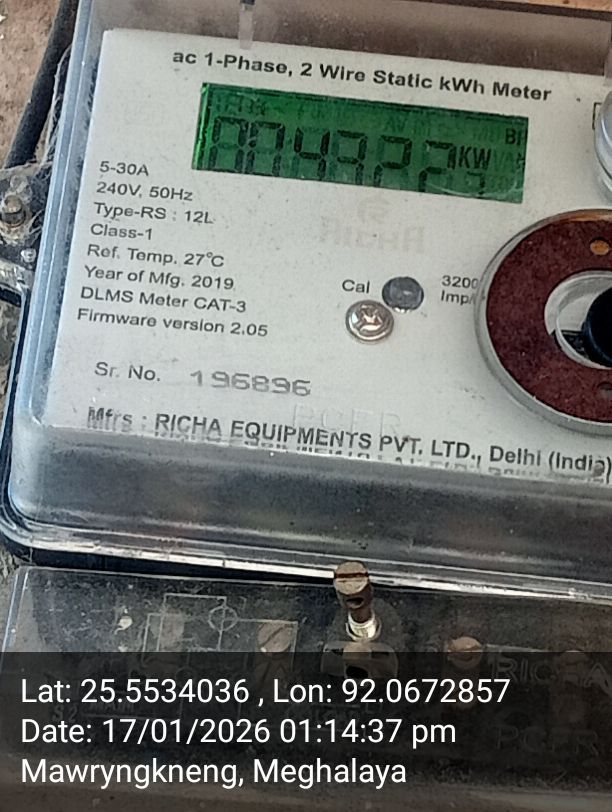 ac 1-Phase, 2 Wire Static kWh Meter
KW
5-30A
240V, 50Hz
Type-RS : 12L
Class-1
Ref. Temp. 27°C
Year of Mfg. 2019
DLMS Meter CAT-3
Firmware version 2.05
Cal
3200
Imp/
Sr. No. 196896
Mfrs : RICHA EQUIPMENTS PVT. LTD., Delhi (India)
Lat: 25.5534036 , Lon: 92.0672857
Date: 17/01/2026 01:14:37 pm
Mawryngkneng, Meghalaya